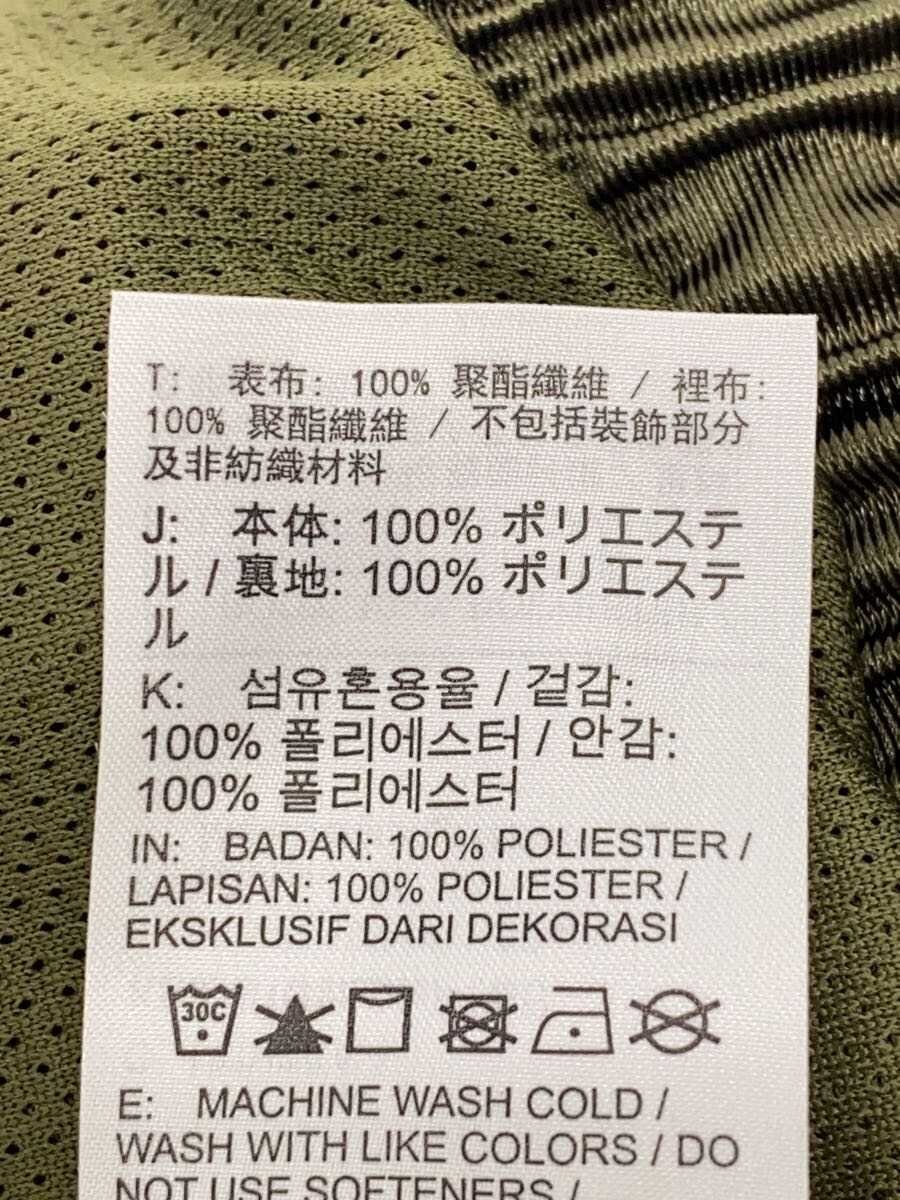 T: 表布: 100% 聚酯纖維 / 裡布:
100% 聚酯纖維 / 不包括裝飾部分
及非紡織材料
J: 本体: 100% ポリエステ
ル / 裏地: 100% ポリエステ
ル
K: 섬유혼용율 / 겉감:
100% 폴리에스터 / 안감:
100% 폴리에스터
IN: BADAN: 100% POLIESTER /
LAPISAN: 100% POLIESTER /
EKSKLUSIF DARI DEKORASI
30C
E: MACHINE WASH COLD /
WASH WITH LIKE COLORS / DO
NOT USE SOFTENERS /